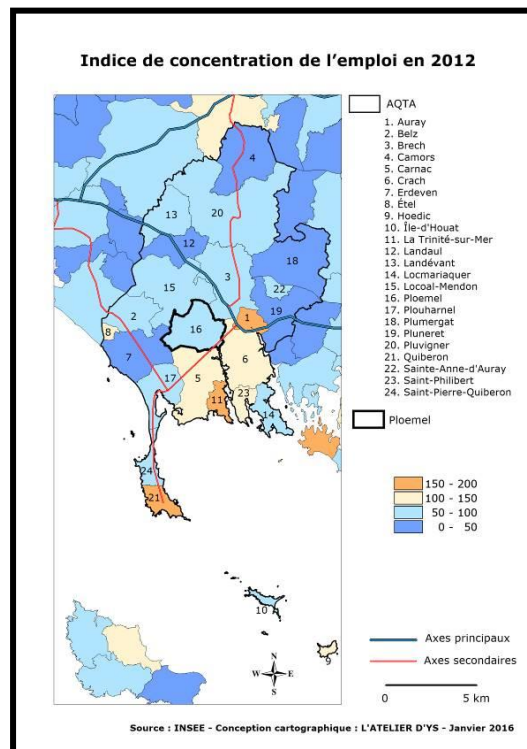 Indice de concentration de l'emploi en 2012
AQTA
1. Auray
2. Belz
3. Brech
4. Camors
5. Carnac
6. Crach
7. Erdeven
8. Étel
9. Hoedic
10. Île-d'Houat
11. La Trinité-sur-Mer
12. Landaul
13. Landévant
14. Locmariaquer
15. Locoal-Mendon
16. Ploemel
17. Plouharnel
18. Plumergat
19. Pluneret
20. Pluvigner
21. Quiberon
22. Sainte-Anne-d'Auray
23. Saint-Philibert
24. Saint-Pierre-Quiberon
Ploemel
150 - 200
100 - 150
50 - 100
0 - 50
4
13
20
12
18
3
15
22
2
1
19
8
16
7
6
17
5
11
23
14
24
21
10
9
N
W E
S
Axes principaux
Axes secondaires
0 5 km
Source : INSEE - Conception cartographique : L'ATELIER D'YS - Janvier 2016